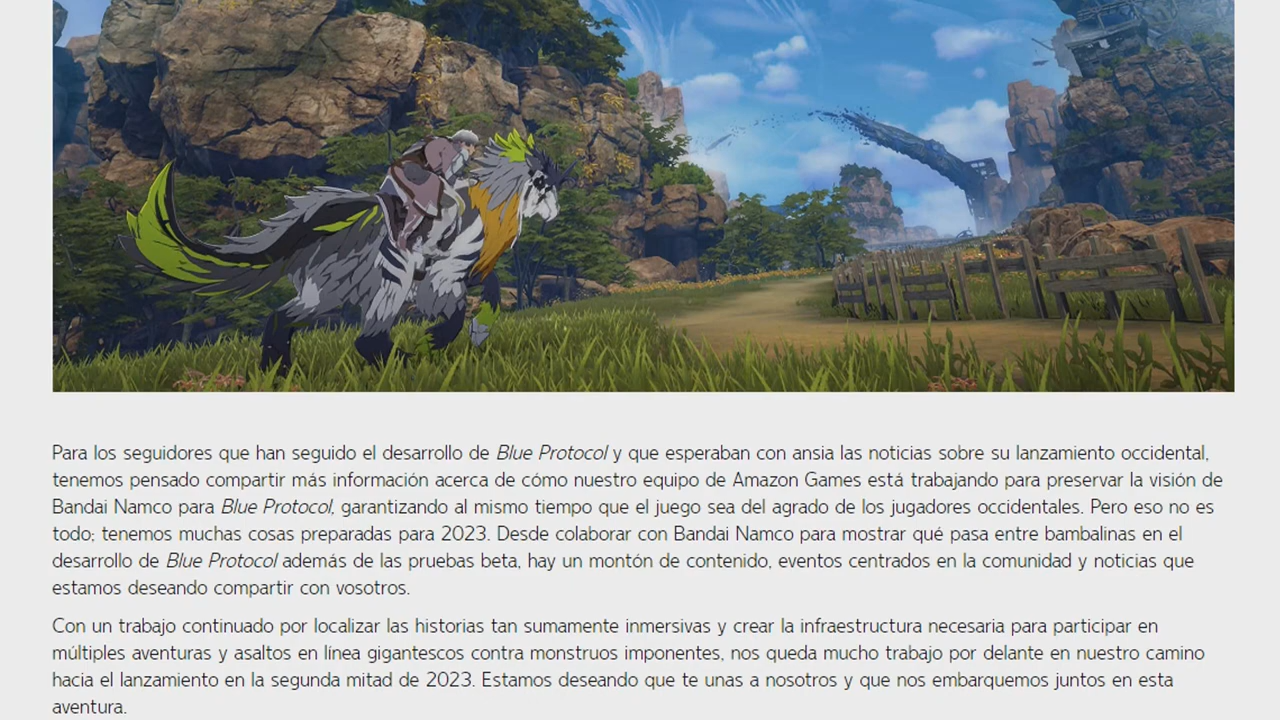 Para los seguidores que han seguido el desarrollo de Blue Protocol y que esperaban con ansia las noticias sobre su lanzamiento occidental,
tenemos pensado compartir más información acerca de cómo nuestro equipo de Amazon Games está trabajando para preservar la visión de
Bandai Namco para Blue Protocol, garantizando al mismo tiempo que el juego sea del agrado de los jugadores occidentales. Pero eso no es
todo; tenemos muchas cosas preparadas para 2023. Desde colaborar con Bandai Namco para mostrar qué pasa entre bambalinas en el
desarrollo de Blue Protocol además de las pruebas beta, hay un montón de contenido, eventos centrados en la comunidad y noticias que
estamos deseando compartir con vosotros.
Con un trabajo continuado por localizar las historias tan sumamente inmersivas y crear la infraestructura necesaria para participar en
múltiples aventuras y asaltos en línea gigantescos contra monstruos imponentes, nos queda mucho trabajo por delante en nuestro camino
hacia el lanzamiento en la segunda mitad de 2023. Estamos deseando que te unas a nosotros y que nos embarquemos juntos en esta
aventura.